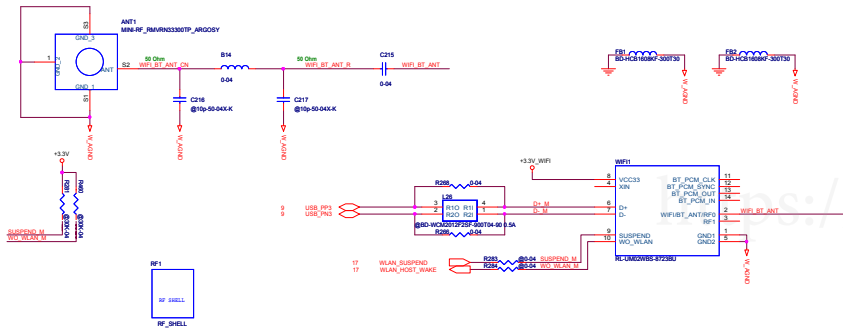 ANT1
MINI-RF_RMVRN33300TP_ARGOSY
S3
GND_3
1
GND_2
ANT
GND_1
S1
S2
50 Ohm
WIFI_BT_ANT_CN
B14
0-04
50 Ohm
WIFI_BT_ANT_R
C215
0-04
WIFI_BT_ANT
C216
@10p-50-04X-K
C217
@10p-50-04X-K
W_AGND
W_AGND
W_AGND
FB1
BD-HCB1608KF-300T30
W_AGND
FB2
BD-HCB1608KF-300T30
W_AGND
+3.3V
SUSPEND_M
WO_WLAN_M
RF1
RF SHELL
RF_SHELL
9 USB_PP3
9 USB_PN3
R268 0-04
L26
3 R1O R1I 4
2 R2O R2I 1
@BD-WCM2012F2SF-900T04-90 0.5A
R266 0-04
D+_M
D-_M
17 WLAN_SUSPEND
17 WLAN_HOST_WAKE
R283 @0-04 SUSPEND_M
R284 @0-04 WO_WLAN_M
+3.3V_WIFI
WIFI1
8 VCC33
4 XIN
6 D+
7 D-
9 SUSPEND
10 WO_WLAN
BT_PCM_CLK 11
BT_PCM_SYNC 12
BT_PCM_OUT 13
BT_PCM_IN 14
WIFI/BT_ANT/RF0 2
RF1 3
GND1 1
GND2 5
RL-UM02WBS-8723BU
WIFI_BT_ANT
W_AGND
https:/